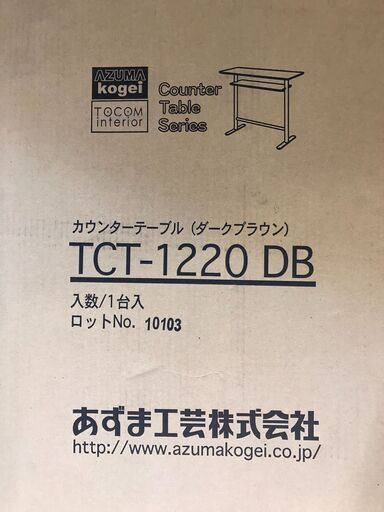 AZUMA
kogei
TOCOM
interior
Counter
Table
Series
カウンターテーブル（ダークブラウン）
TCT-1220 DB
入数/1台入
ロットNo. 10103
あずま工芸株式会社
http://www.azumakogei.co.jp/